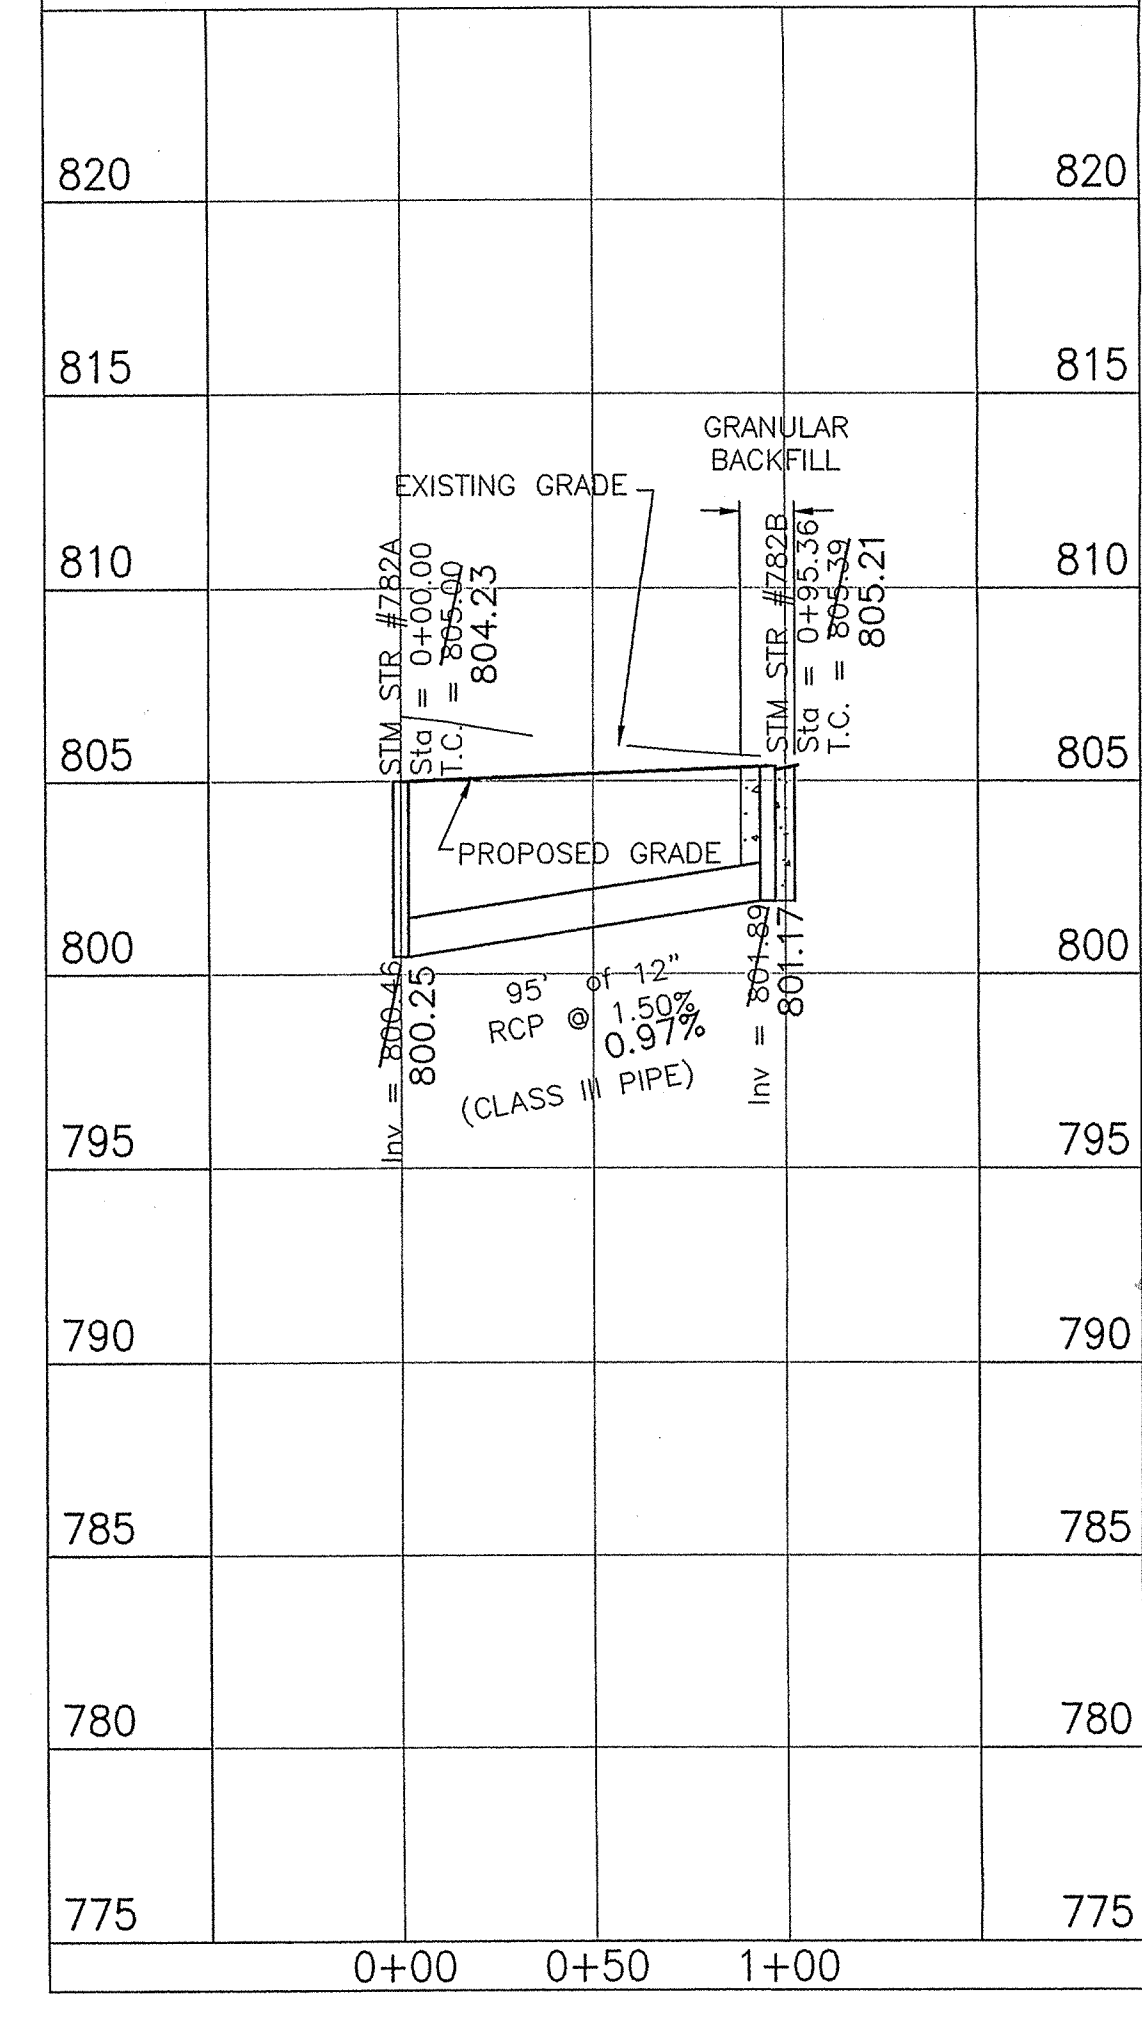 820 820
815 815
GRANULAR
BACKFILL
EXISTING GRADE
810 810
STM STR #782A
Sta = 0+00.00
T.C. = 805.00
804.23
STM STR #782B
Sta = 0+95.36
T.C. = 805.39
805.21
805 805
PROPOSED GRADE
800 800
Inv = 800.46
800.25
95' of 12"
RCP @ 1.50%
0.97%
(CLASS III PIPE)
Inv = 801.89
801.17
795 795
790 790
785 785
780 780
775 775
0+00 0+50 1+00